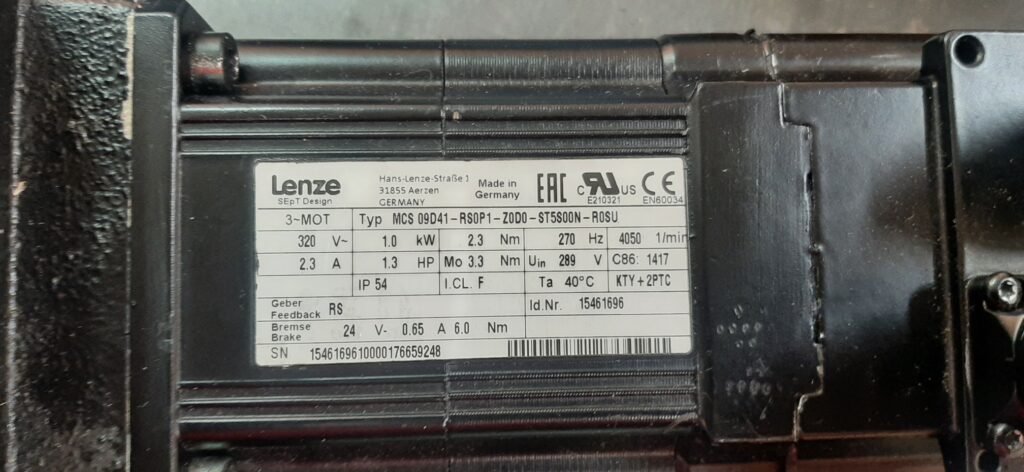 Lenze
SEpT Design
Hans-Lenze-Straße 1
31855 Aerzen
GERMANY
Made in
Germany
EAC
c RU US
E210321
CE
EN60034
3~MOT Typ MCS 09D41-RS0P1-Z0D0-ST5S00N-R0SU
320 V~ 1.0 kW 2.3 Nm 270 Hz 4050 1/min
2.3 A 1.3 HP Mo 3.3 Nm Uin 289 V C86: 1417
IP 54 I.CL. F Ta 40°C KTY+2PTC
Geber
Feedback RS
Id.Nr. 15461696
Bremse
Brake 24 V- 0.65 A 6.0 Nm
SN 1546169610000176659248